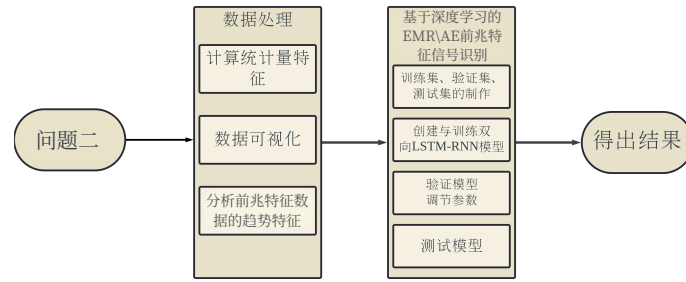 问题二
数据处理
计算统计量特
征
数据可视化
分析前兆特征数
据的趋势特征
基于深度学习的
EMR\AE前兆特
征信号识别
训练集、验证集、
测试集的制作
创建与训练双
向LSTM-RNN模型
验证模型
调节参数
测试模型
得出结果